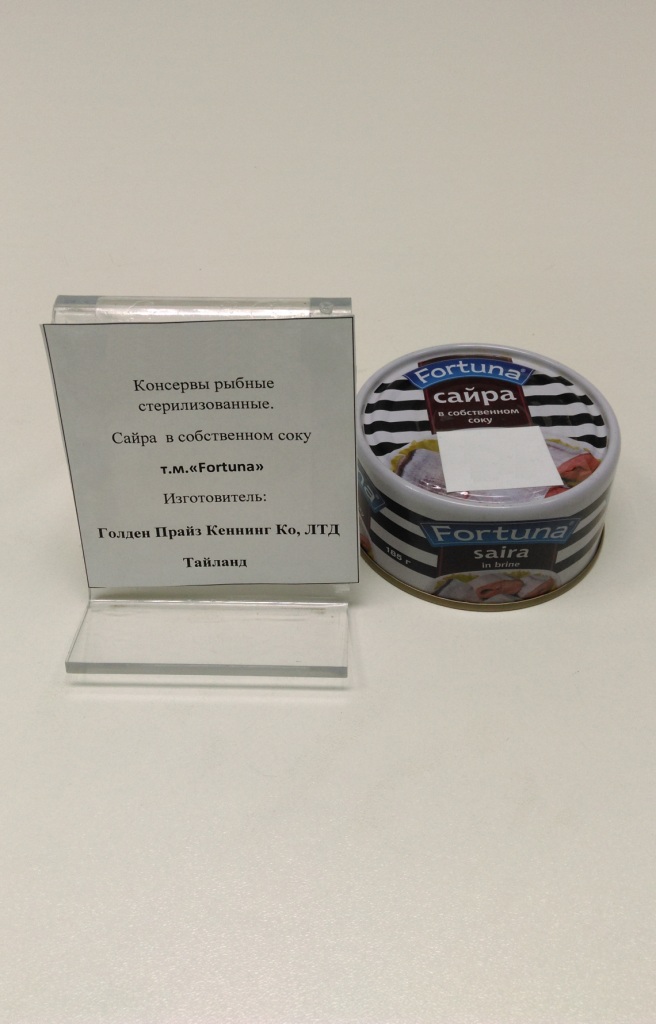 Консервы рыбные
стерилизованные.
Сайра в собственном соку
т.м.«Fortuna»
Изготовитель:
Голден Прайз Кеннинг Ко, ЛТД
Тайланд
Fortuna
сайра
в собственном
соку
Fortuna
saira
in brine
185 г